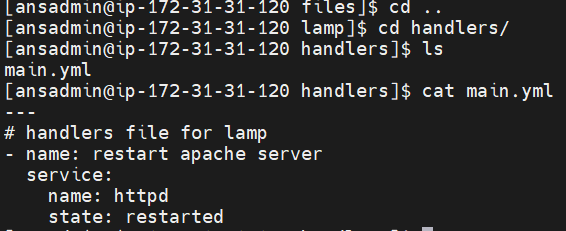 [ansadmin@ip-172-31-31-120 files]$ cd ..
[ansadmin@ip-172-31-31-120 lamp]$ cd handlers/
[ansadmin@ip-172-31-31-120 handlers]$ ls
main.yml
[ansadmin@ip-172-31-31-120 handlers]$ cat main.yml
---
# handlers file for lamp
- name: restart apache server
  service:
    name: httpd
    state: restarted